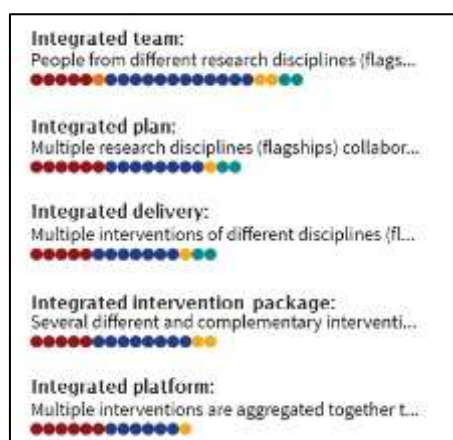 Integrated team:
People from different research disciplines (flags...
Integrated plan:
Multiple research disciplines (flagships) collabor...
Integrated delivery:
Multiple interventions of different disciplines (fl...
Integrated intervention package:
Several different and complementary interventi...
Integrated platform:
Multiple interventions are aggregated together t...